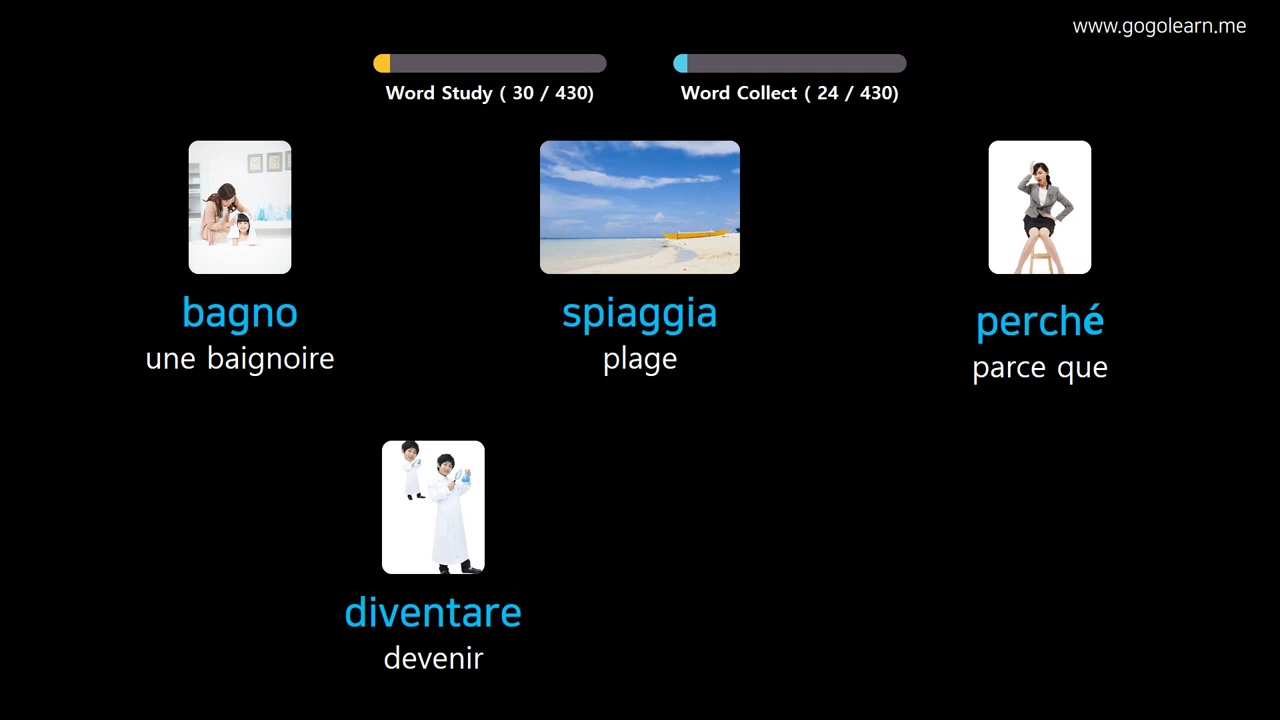 www.gogolearn.me
Word Study ( 30 / 430)
Word Collect ( 24 / 430)
bagno
une baignoire
spiaggia
plage
perché
parce que
diventare
devenir